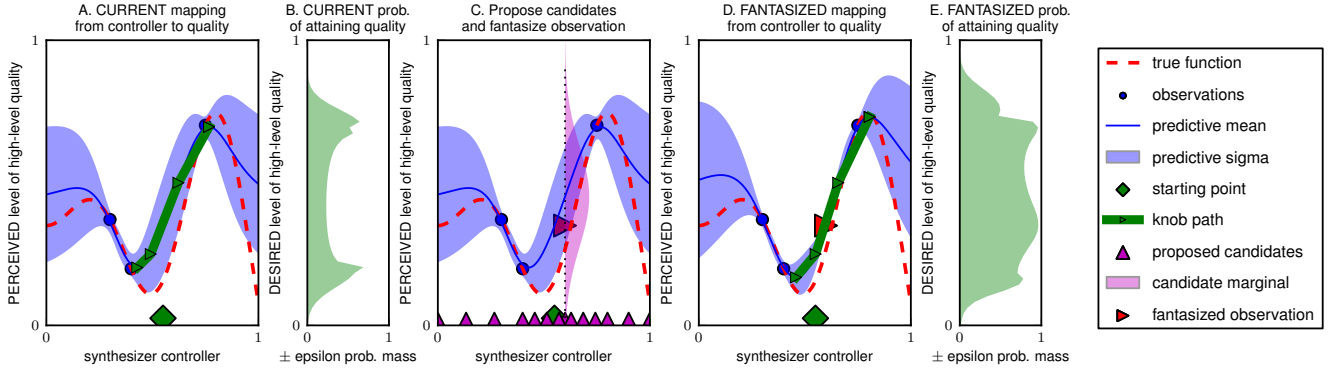 A. CURRENT mapping
from controller to quality
PERCEIVED level of high-level quality
1
0
1
synthesizer controller
B. CURRENT prob.
of attaining quality
DESIRED level of high-level quality
1
0
1
± epsilon prob. mass
C. Propose candidates
and fantasize observation
PERCEIVED level of high-level quality
1
0
1
synthesizer controller
D. FANTASIZED mapping
from controller to quality
PERCEIVED level of high-level quality
1
0
1
synthesizer controller
E. FANTASIZED prob.
of attaining quality
DESIRED level of high-level quality
1
0
1
± epsilon prob. mass
true function
observations
predictive mean
predictive sigma
starting point
knob path
proposed candidates
candidate marginal
fantasized observation